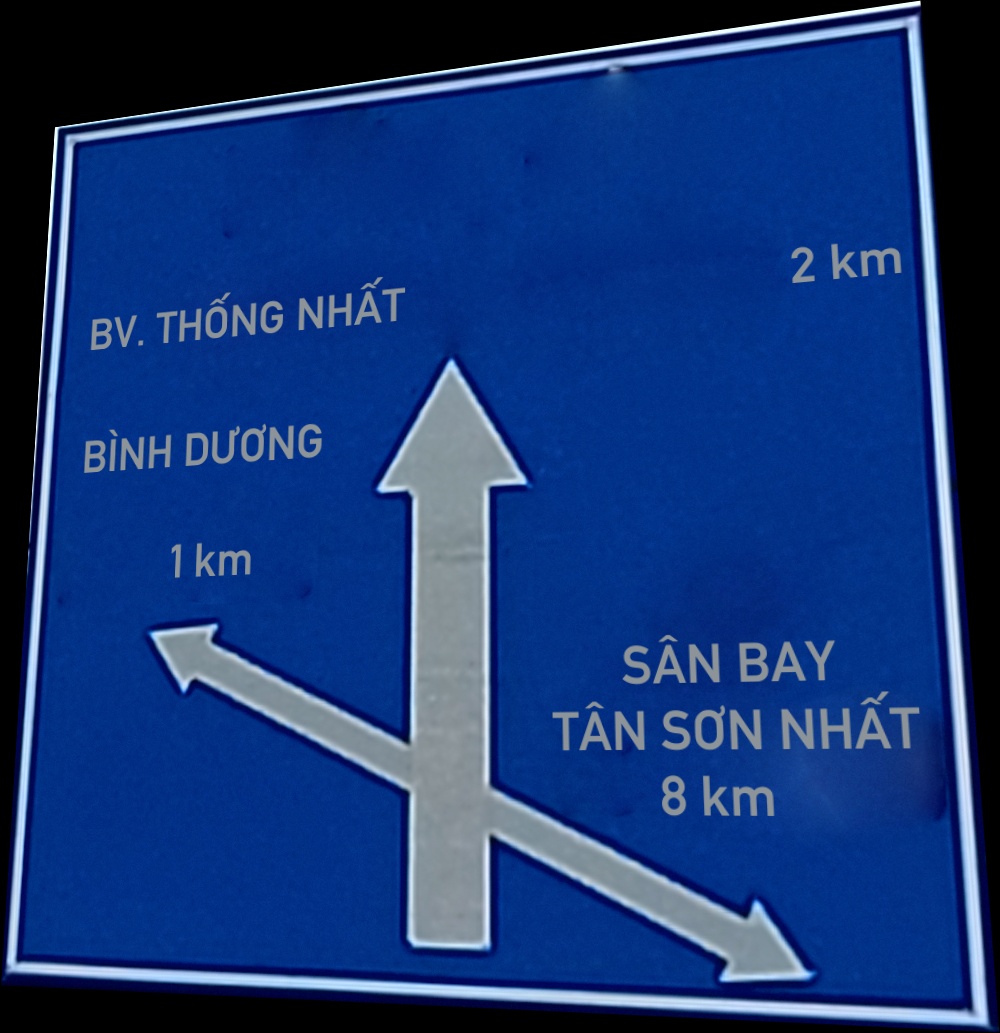 2 km
BV. THỐNG NHẤT
BÌNH DƯƠNG
1 km
SÂN BAY
TÂN SƠN NHẤT
8 km